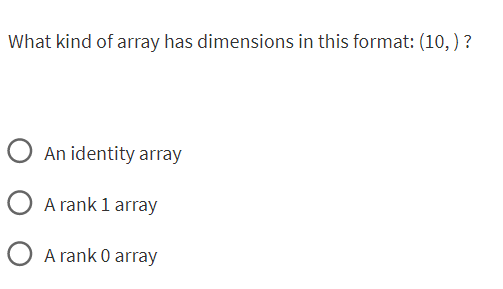 What kind of array has dimensions in this format: (10, ) ?
An identity array
A rank 1 array
A rank 0 array